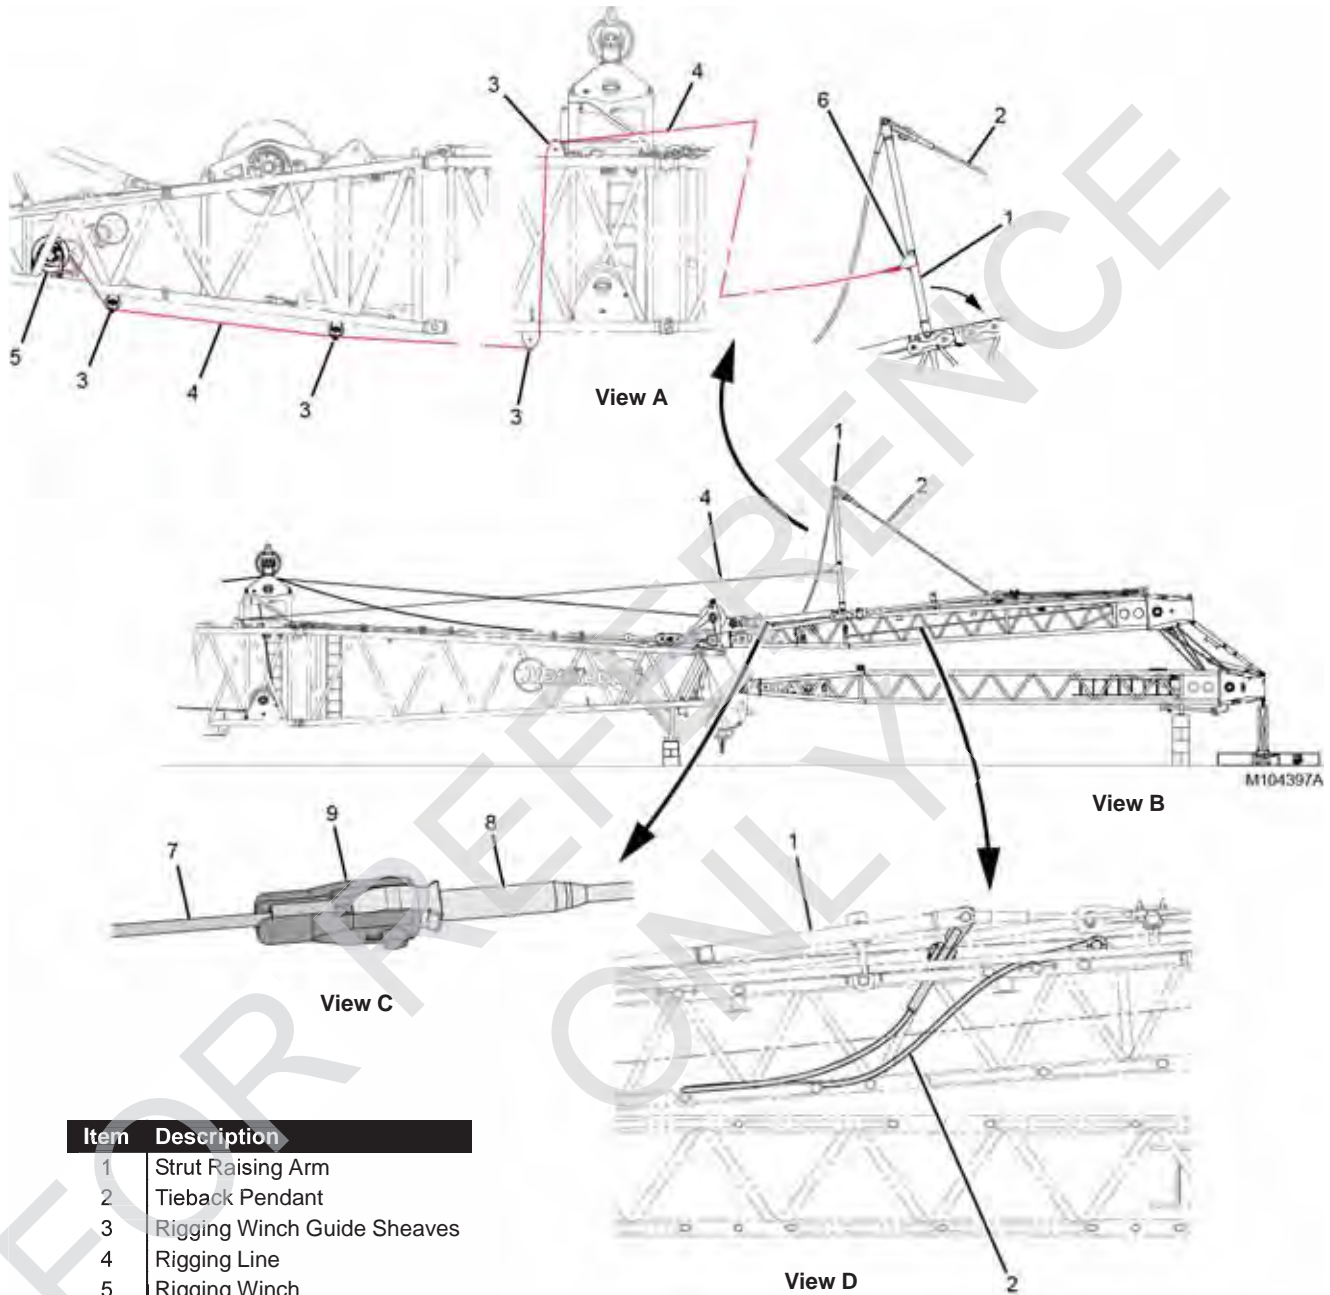 3
4
6
2
1
5
3
4
3
3
View A
1
4
2
M104397A
View B
9
8
7
1
View C
Item Description
1 Strut Raising Arm
2 Tieback Pendant
3 Rigging Winch Guide Sheaves
4 Rigging Line
5 Rigging Winch
View D
2
FOR REFERENCE
ONLY